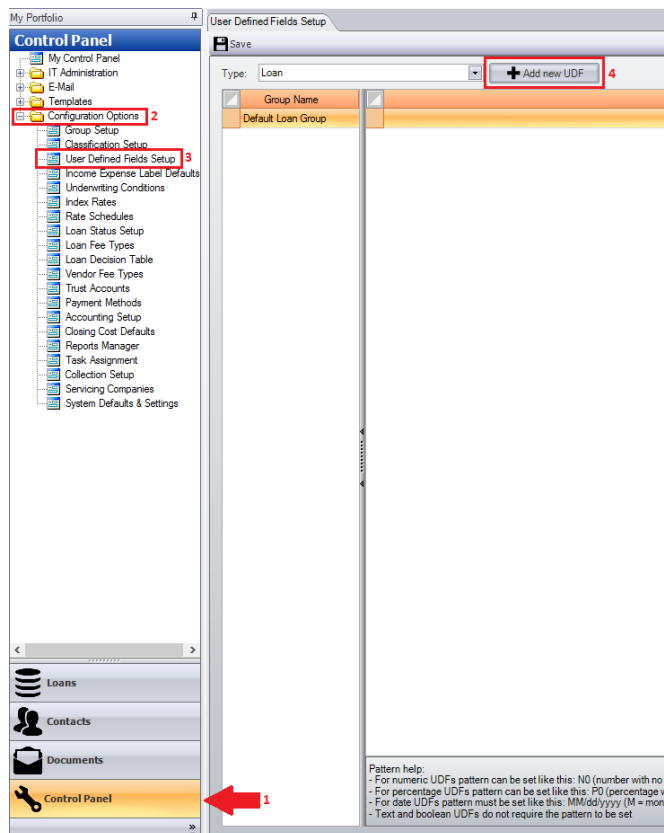 My Portfolio
Control Panel
My Control Panel
IT Administration
E-Mail
Templates
Configuration Options 2
Group Setup
Classification Setup
User Defined Fields Setup 3
Income Expense Label Defaults
Underwriting Conditions
Index Rates
Rate Schedules
Loan Status Setup
Loan Fee Types
Loan Decision Table
Vendor Fee Types
Trust Accounts
Payment Methods
Accounting Setup
Closing Cost Defaults
Reports Manager
Task Assignment
Collection Setup
Servicing Companies
System Defaults & Settings
Loans
Contacts
Documents
Control Panel
1
»
User Defined Fields Setup
Save
Type: Loan Add new UDF 4
Group Name
Default Loan Group
Pattern help:
- For numeric UDFs pattern can be set like this: N0 (number with no
- For percentage UDFs pattern can be set like this: P0 (percentage
- For date UDFs pattern must be set like this: MM/dd/yyyy (M = mon
- Text and boolean UDFs do not require the pattern to be set